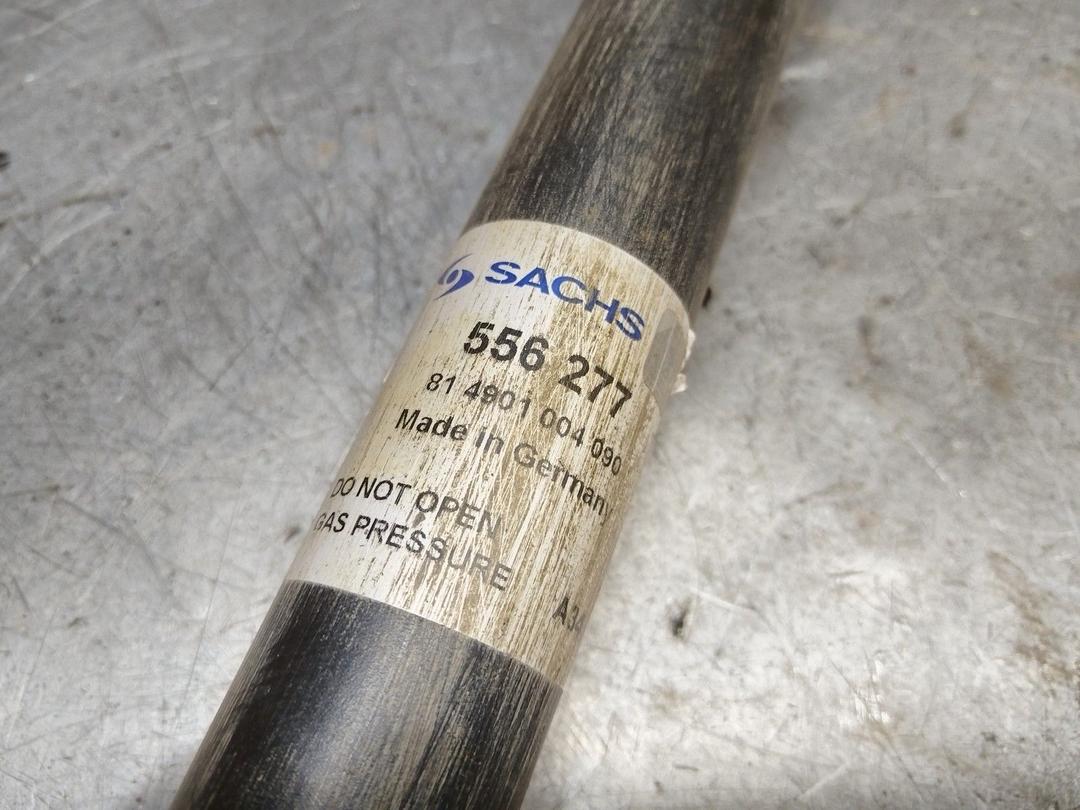 SACHS
556 277
81 4901 004 090
Made in Germany
DO NOT OPEN
GAS PRESSURE